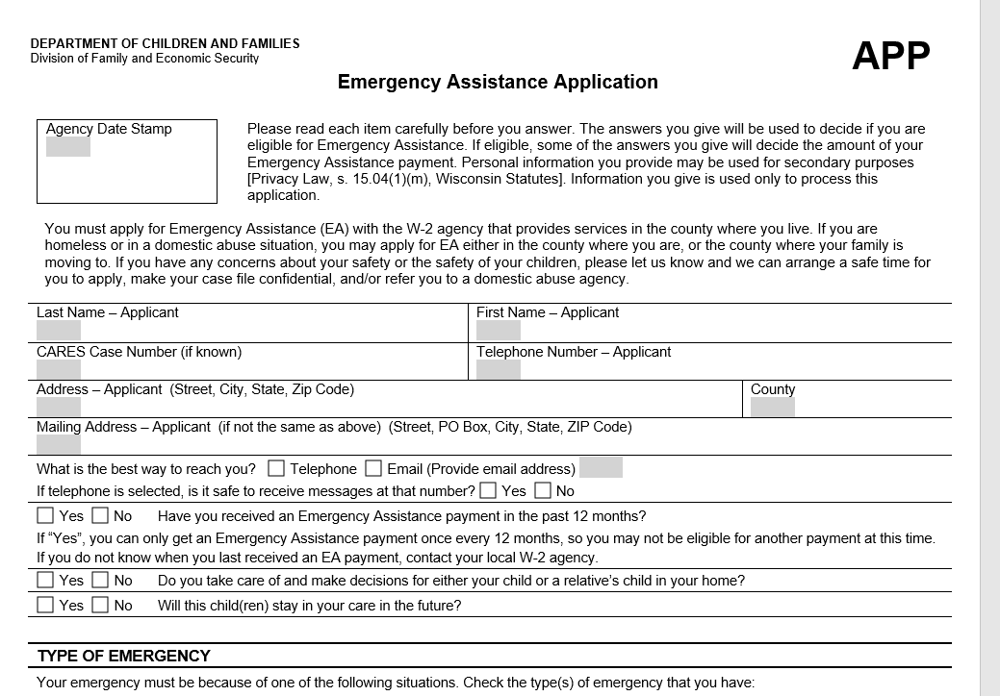 DEPARTMENT OF CHILDREN AND FAMILIES
Division of Family and Economic Security
APP
Emergency Assistance Application
Agency Date Stamp
Please read each item carefully before you answer. The answers you give will be used to decide if you are
eligible for Emergency Assistance. If eligible, some of the answers you give will decide the amount of your
Emergency Assistance payment. Personal information you provide may be used for secondary purposes
[Privacy Law, s. 15.04(1)(m), Wisconsin Statutes]. Information you give is used only to process this
application.
You must apply for Emergency Assistance (EA) with the W-2 agency that provides services in the county where you live. If you are
homeless or in a domestic abuse situation, you may apply for EA either in the county where you are, or the county where your family is
moving to. If you have any concerns about your safety or the safety of your children, please let us know and we can arrange a safe time for
you to apply, make your case file confidential, and/or refer you to a domestic abuse agency.
Last Name – Applicant
First Name – Applicant
CARES Case Number (if known)
Telephone Number – Applicant
Address – Applicant (Street, City, State, Zip Code)
County
Mailing Address – Applicant (if not the same as above) (Street, PO Box, City, State, ZIP Code)
What is the best way to reach you? Telephone Email (Provide email address)
If telephone is selected, is it safe to receive messages at that number? Yes No
Yes No Have you received an Emergency Assistance payment in the past 12 months?
If “Yes”, you can only get an Emergency Assistance payment once every 12 months, so you may not be eligible for another payment at this time.
If you do not know when you last received an EA payment, contact your local W-2 agency.
Yes No Do you take care of and make decisions for either your child or a relative’s child in your home?
Yes No Will this child(ren) stay in your care in the future?
TYPE OF EMERGENCY
Your emergency must be because of one of the following situations. Check the type(s) of emergency that you have: